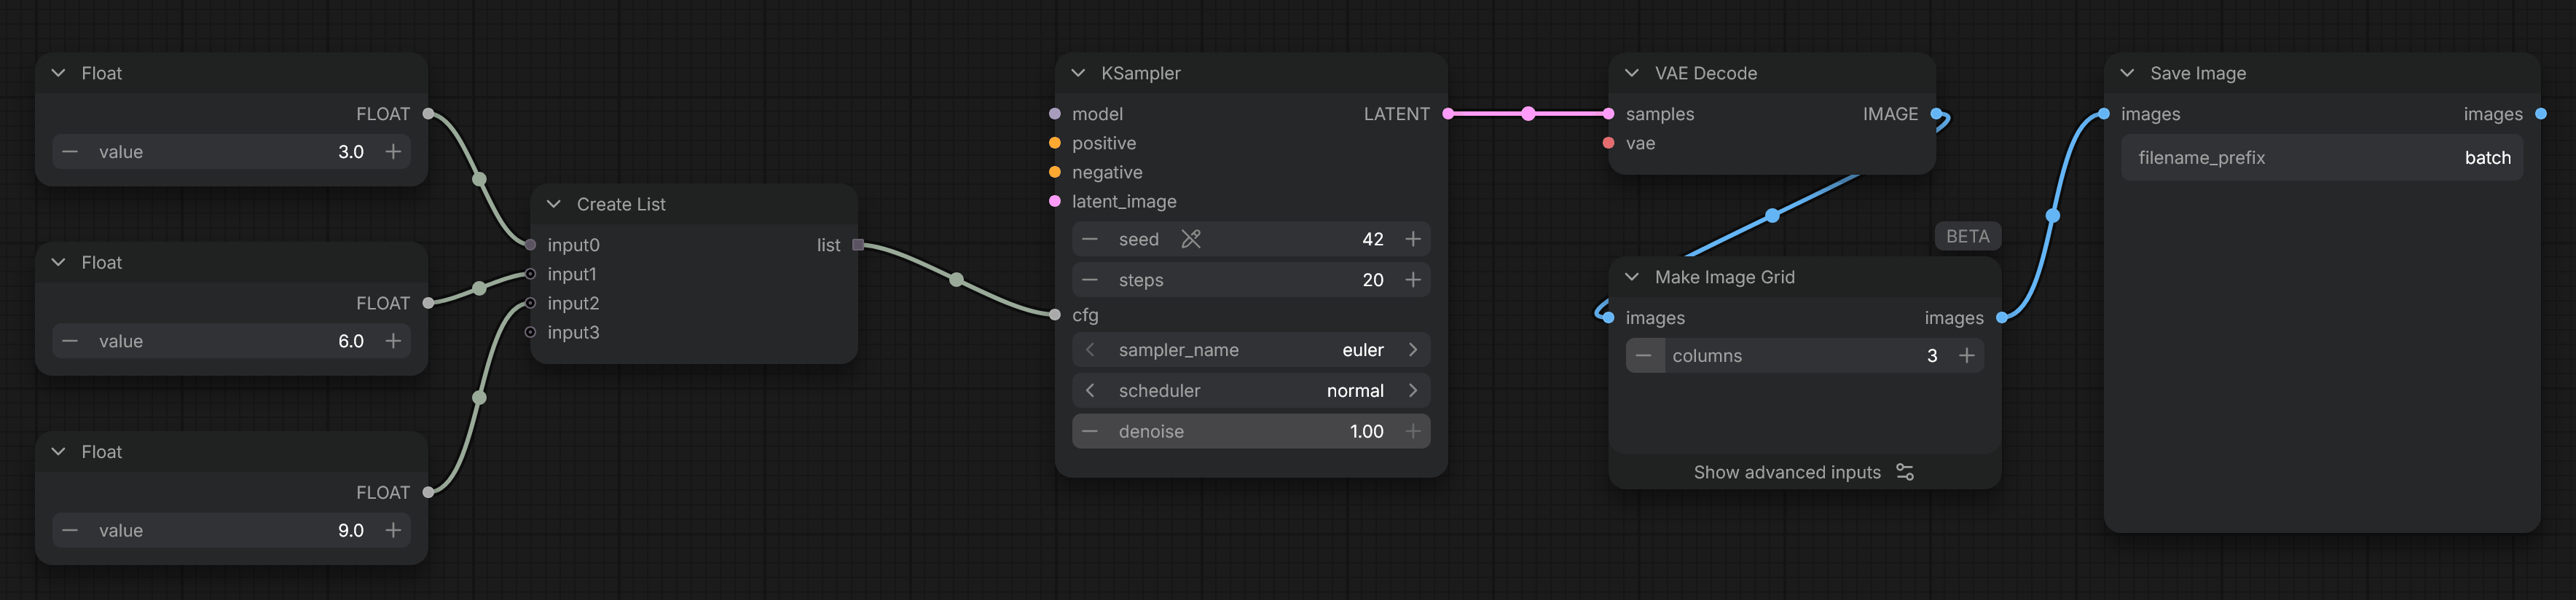 Float
FLOAT
value 3.0
Float
FLOAT
value 6.0
Float
FLOAT
value 9.0
Create List
input0 list
input1
input2
input3
KSampler
model LATENT
positive
negative
latent_image
seed 42
steps 20
cfg
sampler_name euler
scheduler normal
denoise 1.00
VAE Decode
samples IMAGE
vae
BETA
Make Image Grid
images images
columns 3
Show advanced inputs
Save Image
images images
filename_prefix batch